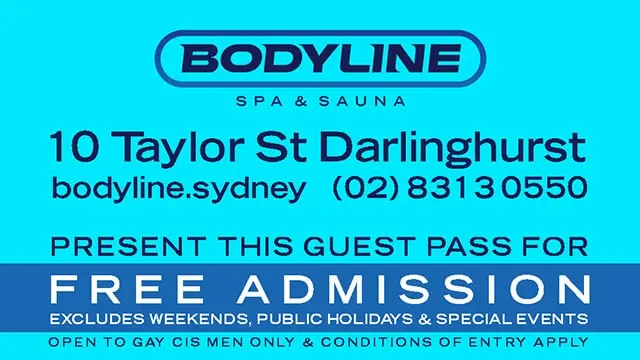 BODYLINE
SPA & SAUNA
10 Taylor St Darlinghurst
bodyline.sydney (02) 8313 0550
PRESENT THIS GUEST PASS FOR
FREE ADMISSION
EXCLUDES WEEKENDS, PUBLIC HOLIDAYS & SPECIAL EVENTS
OPEN TO GAY CIS MEN ONLY & CONDITIONS OF ENTRY APPLY